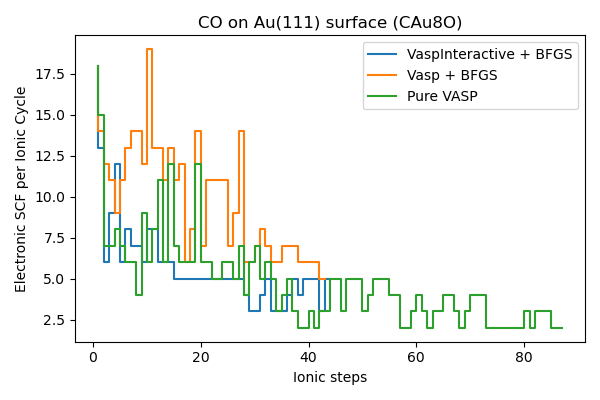 CO on Au(111) surface (CAu8O)
VaspInteractive + BFGS
Vasp + BFGS
Pure VASP
Electronic SCF per Ionic Cycle
17.5
15.0
12.5
10.0
7.5
5.0
2.5
0
20
40
60
80
Ionic steps